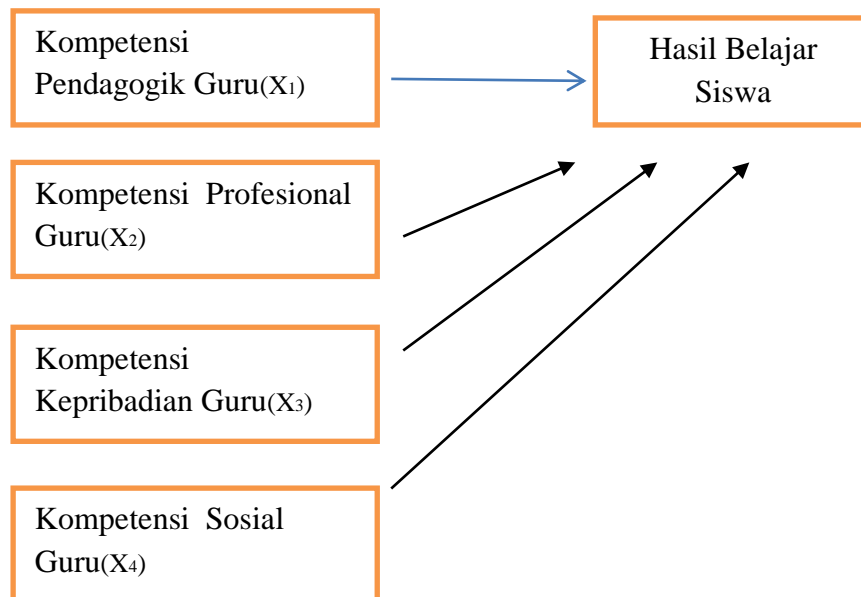 Kompetensi
Pendagogik Guru(X₁)
Hasil Belajar
Siswa
Kompetensi Profesional
Guru(X₂)
Kompetensi
Kepribadian Guru(X₃)
Kompetensi Sosial
Guru(X₄)